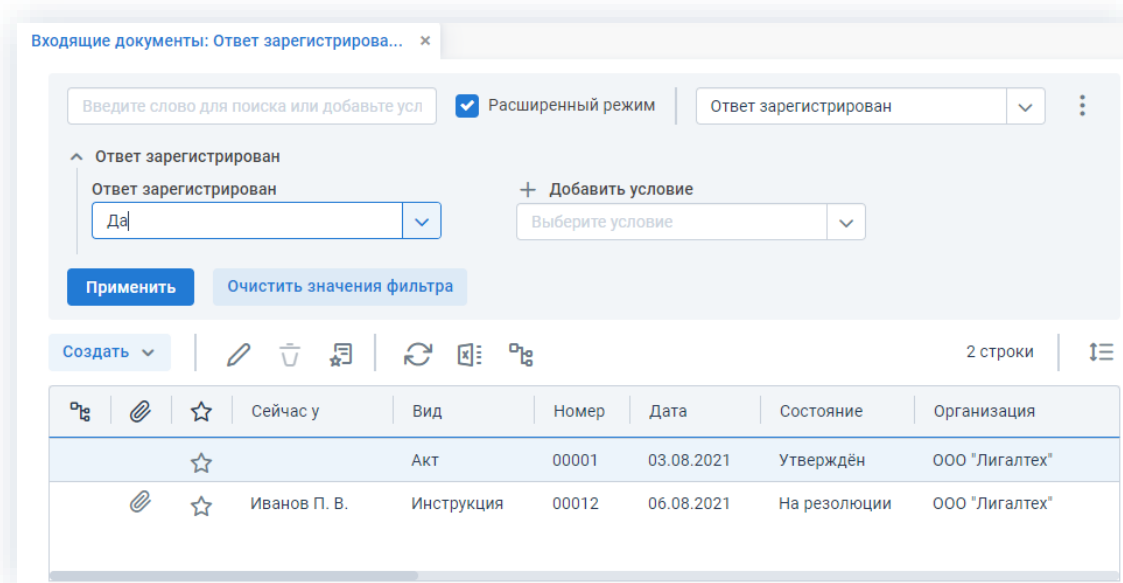 Входящие документы: Ответ зарегистрирова... ×
Введите слово для поиска или добавьте усл Расширенный режим Ответ зарегистрирован
Ответ зарегистрирован
Ответ зарегистрирован + Добавить условие
Да Выберите условие
Применить Очистить значения фильтра
Создать 2 строки
Сейчас у Вид Номер Дата Состояние Организация
Акт 00001 03.08.2021 Утверждён ООО "Лигалтех"
Иванов П. В. Инструкция 00012 06.08.2021 На резолюции ООО "Лигалтех"